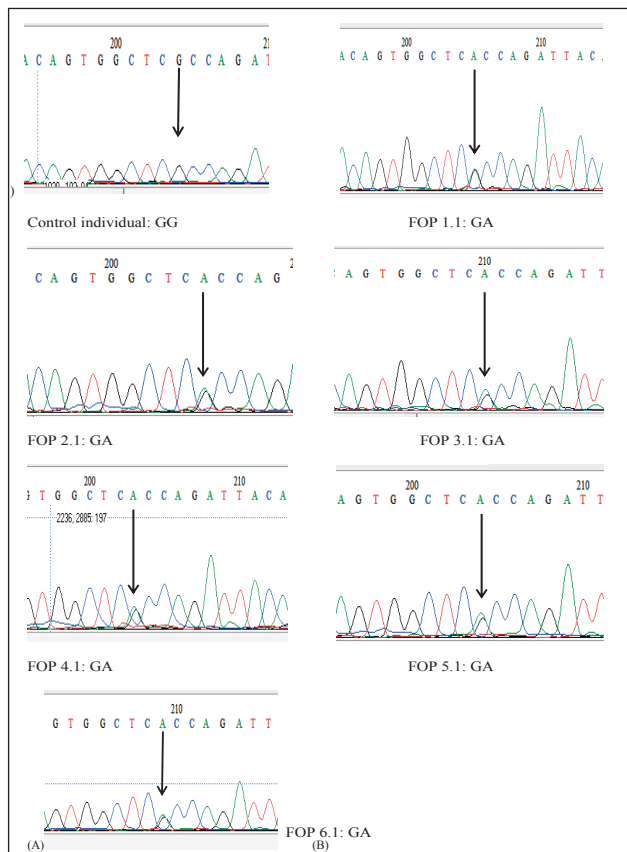 200 21
A C A G T G G C T C G C C A G A T
)
Control individual: GG
200 210
A C A G T G G C T C A C C A G A T T A C A
FOP 1.1: GA
200 2
C A G T G G C T C A C C A G
FOP 2.1: GA
210
C A G T G G C T C A C C A G A T T
FOP 3.1: GA
200 210
G T G G C T C A C C A G A T T A C A
2236, 2885: 197
FOP 4.1: GA
200 210
A G T G G C T C A C C A G A T T
FOP 5.1: GA
210
G T G G C T C A C C A G A T T
FOP 6.1: GA
(A) (B)